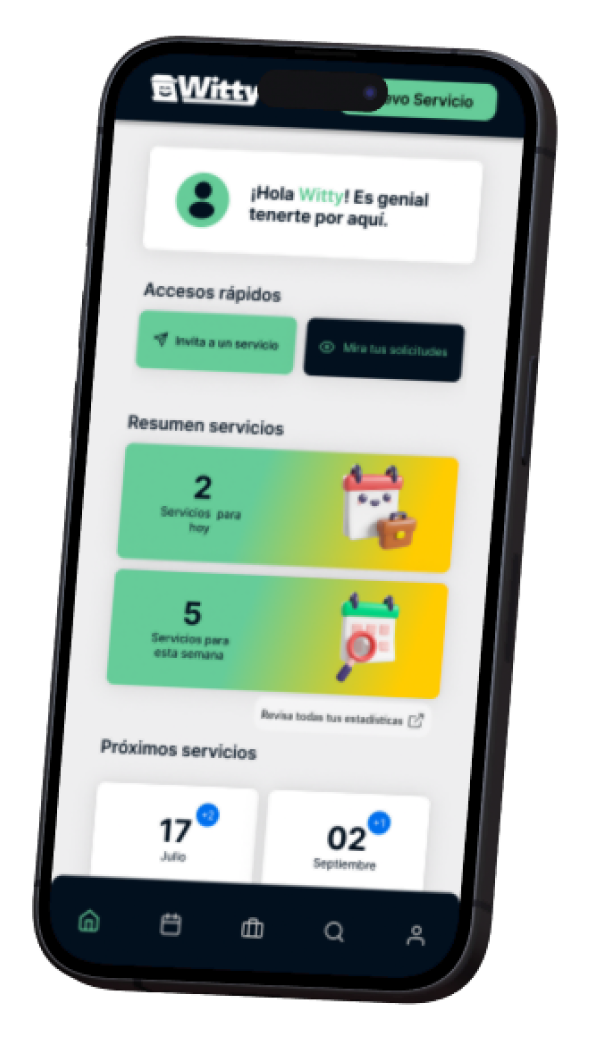 Witty
evo Servicio
¡Hola Witty! Es genial
tenerte por aquí.
Accesos rápidos
Invita a un servicio
Mira tus solicitudes
Resumen servicios
2
Servicios para
hoy
5
Servicios para
esta semana
Revisa todas tus estadísticas
Próximos servicios
17
+2
Julio
02
+1
Septiembre